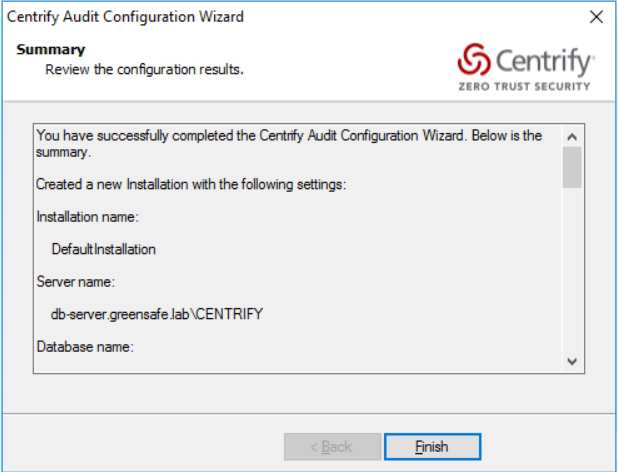 Centrify Audit Configuration Wizard
Summary
Review the configuration results.
Centrify
ZERO TRUST SECURITY
You have successfully completed the Centrify Audit Configuration Wizard. Below is the
summary.
Created a new Installation with the following settings:
Installation name:
DefaultInstallation
Server name:
db-server.greensafe.lab\CENTRIFY
Database name:
< Back
Finish